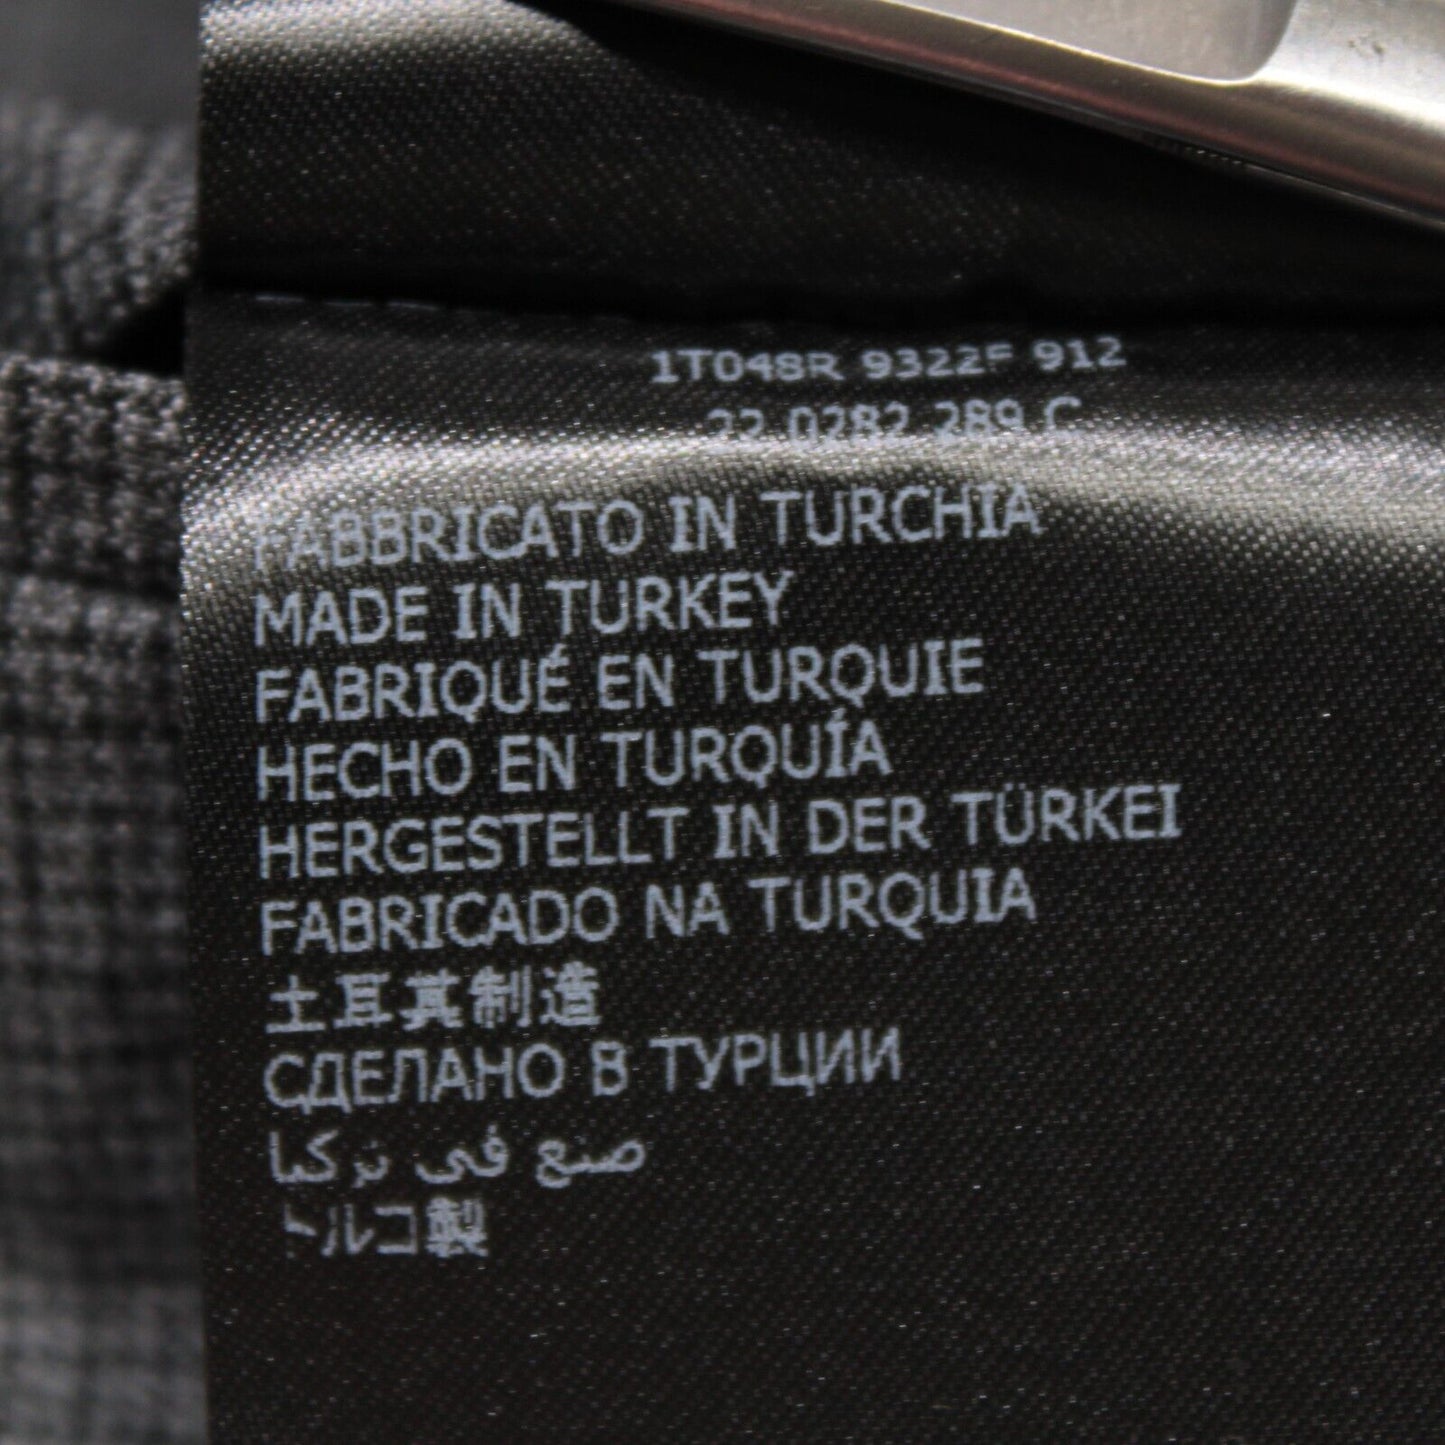 1T048R 9322F 912
22 0282 289 C
FABBRICATO IN TURCHIA
MADE IN TURKEY
FABRIQUÉ EN TURQUIE
HECHO EN TURQUÍA
HERGESTELLT IN DER TÜRKEI
FABRICADO NA TURQUIA
土耳其制造
СДЕЛАНО В ТУРЦИИ
صنع في تركيا
トルコ製